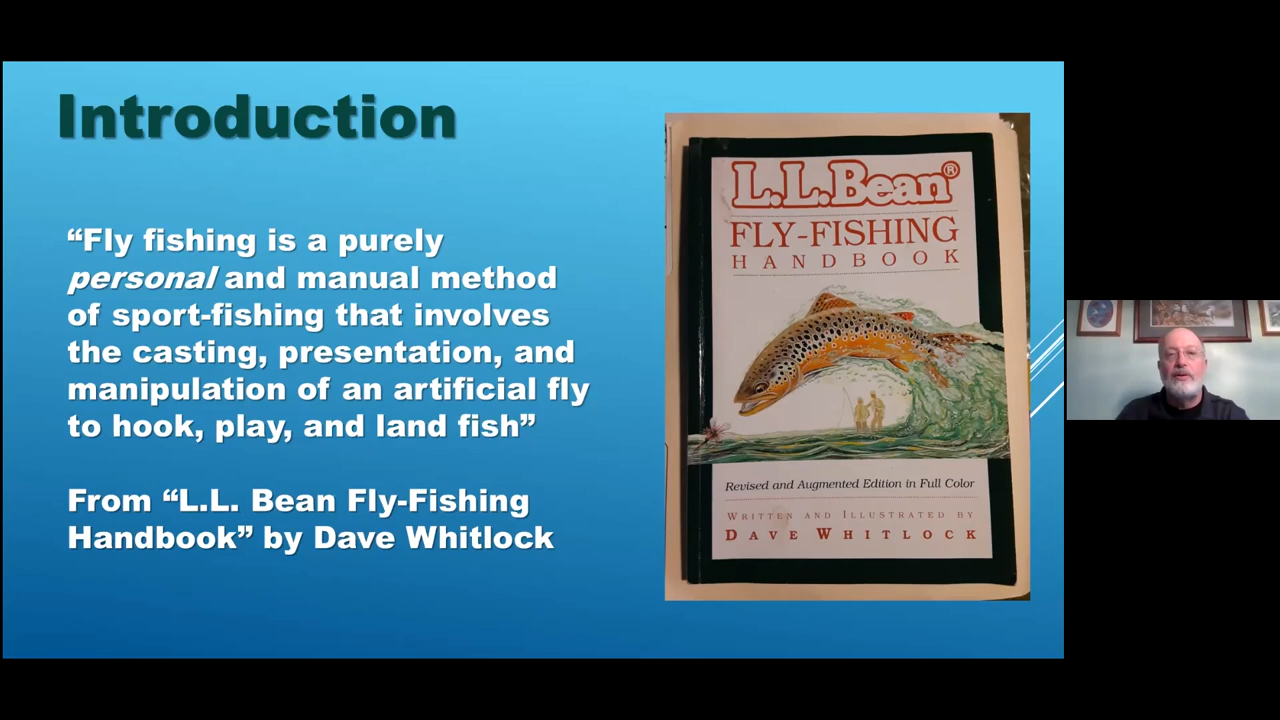 Introduction
“Fly fishing is a purely
personal and manual method
of sport-fishing that involves
the casting, presentation, and
manipulation of an artificial fly
to hook, play, and land fish”
From “L.L. Bean Fly-Fishing
Handbook” by Dave Whitlock
L.L.Bean®
FLY-FISHING
HANDBOOK
Revised and Augmented Edition in Full Color
WRITTEN AND ILLUSTRATED BY
DAVE WHITLOCK